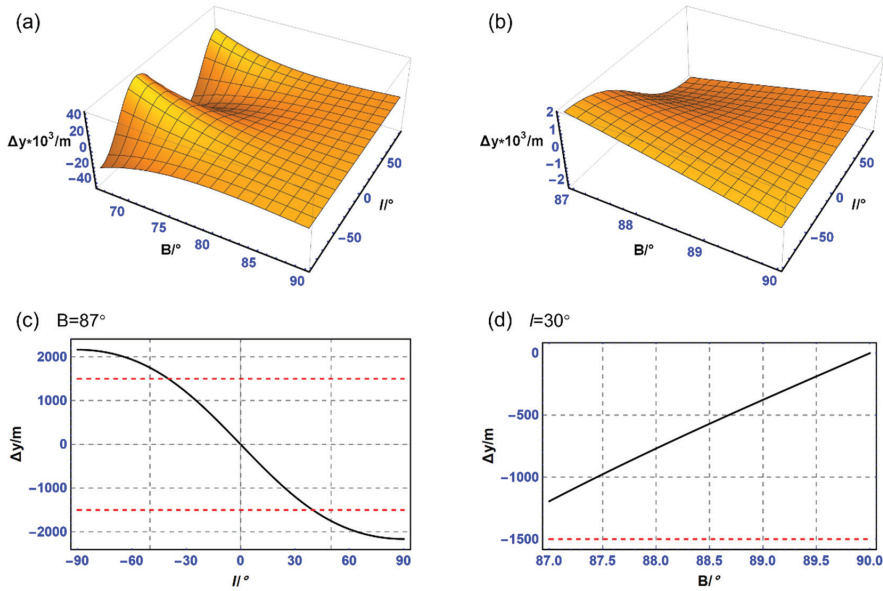 (a)
40
20
0
−20
−40
Δy*10³/m
70
75
80
85
90
B/°
−50
0
50
l/°
(b)
2
1
0
−1
−2
Δy*10³/m
87
88
89
90
B/°
−50
0
50
l/°
(c) B=87°
2000
1000
0
−1000
−2000
Δy/m
−90 −60 −30 0 30 60 90
l/°
(d) l=30°
0
−500
−1000
−1500
Δy/m
87.0 87.5 88.0 88.5 89.0 89.5 90.0
B/°